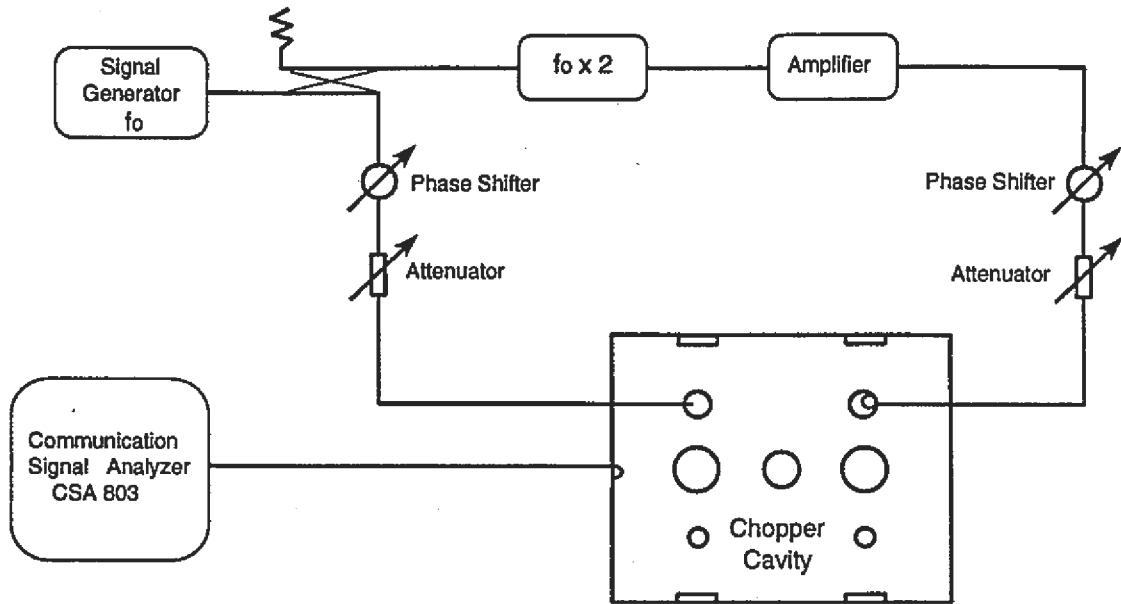 Signal
Generator
fo
fo x 2
Amplifier
Phase Shifter
Phase Shifter
Attenuator
Attenuator
Communication
Signal Analyzer
CSA 803
Chopper
Cavity